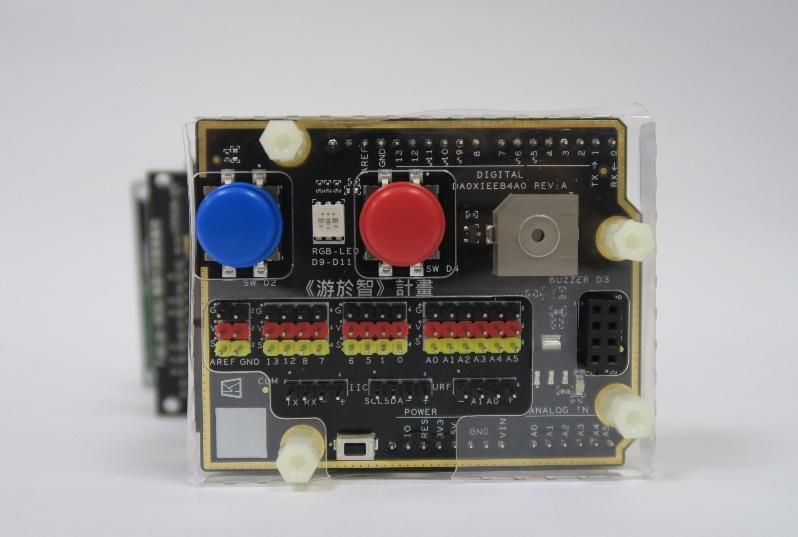 AREF GND 13 12 11 10 9 8 7 6 5 4 3 2 1 0
TX→ RX←
DIGITAL
DA0XIEEB4A0 REV:A
RGB-LED
D9-D11
SW D2
SW D4
BUZZER D3
《游於智》計畫
G G G G
V V V V
S S S S
AREF GND 13 12 8 7 6 5 1 0 A0 A1 A2 A3 A4 A5
COM IIC URF
TX RX - + SCL SDA - + A1 A0 - +
POWER
ANALOG IN
IO RES 3V3 5V GND VIN A0 A1 A2 A3 A4 A5